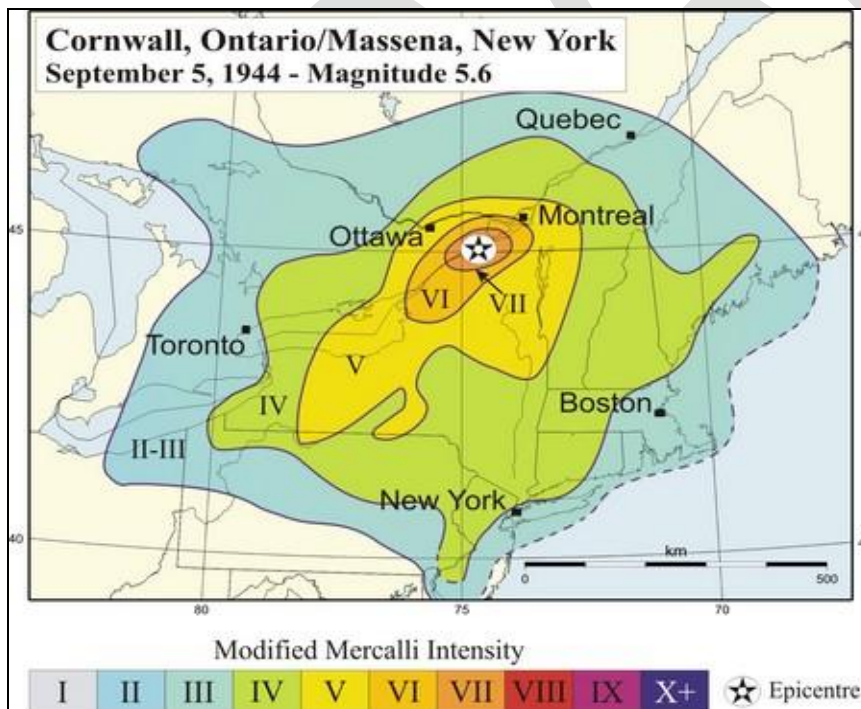 Cornwall, Ontario/Massena, New York
September 5, 1944 - Magnitude 5.6
Quebec
45
Ottawa
Montreal
VI
VII
Toronto
V
IV
Boston
II-III
New York
40
km
0
500
80
75
70
Modified Mercalli Intensity
I II III IV V VI VII VIII IX X+ Epicentre